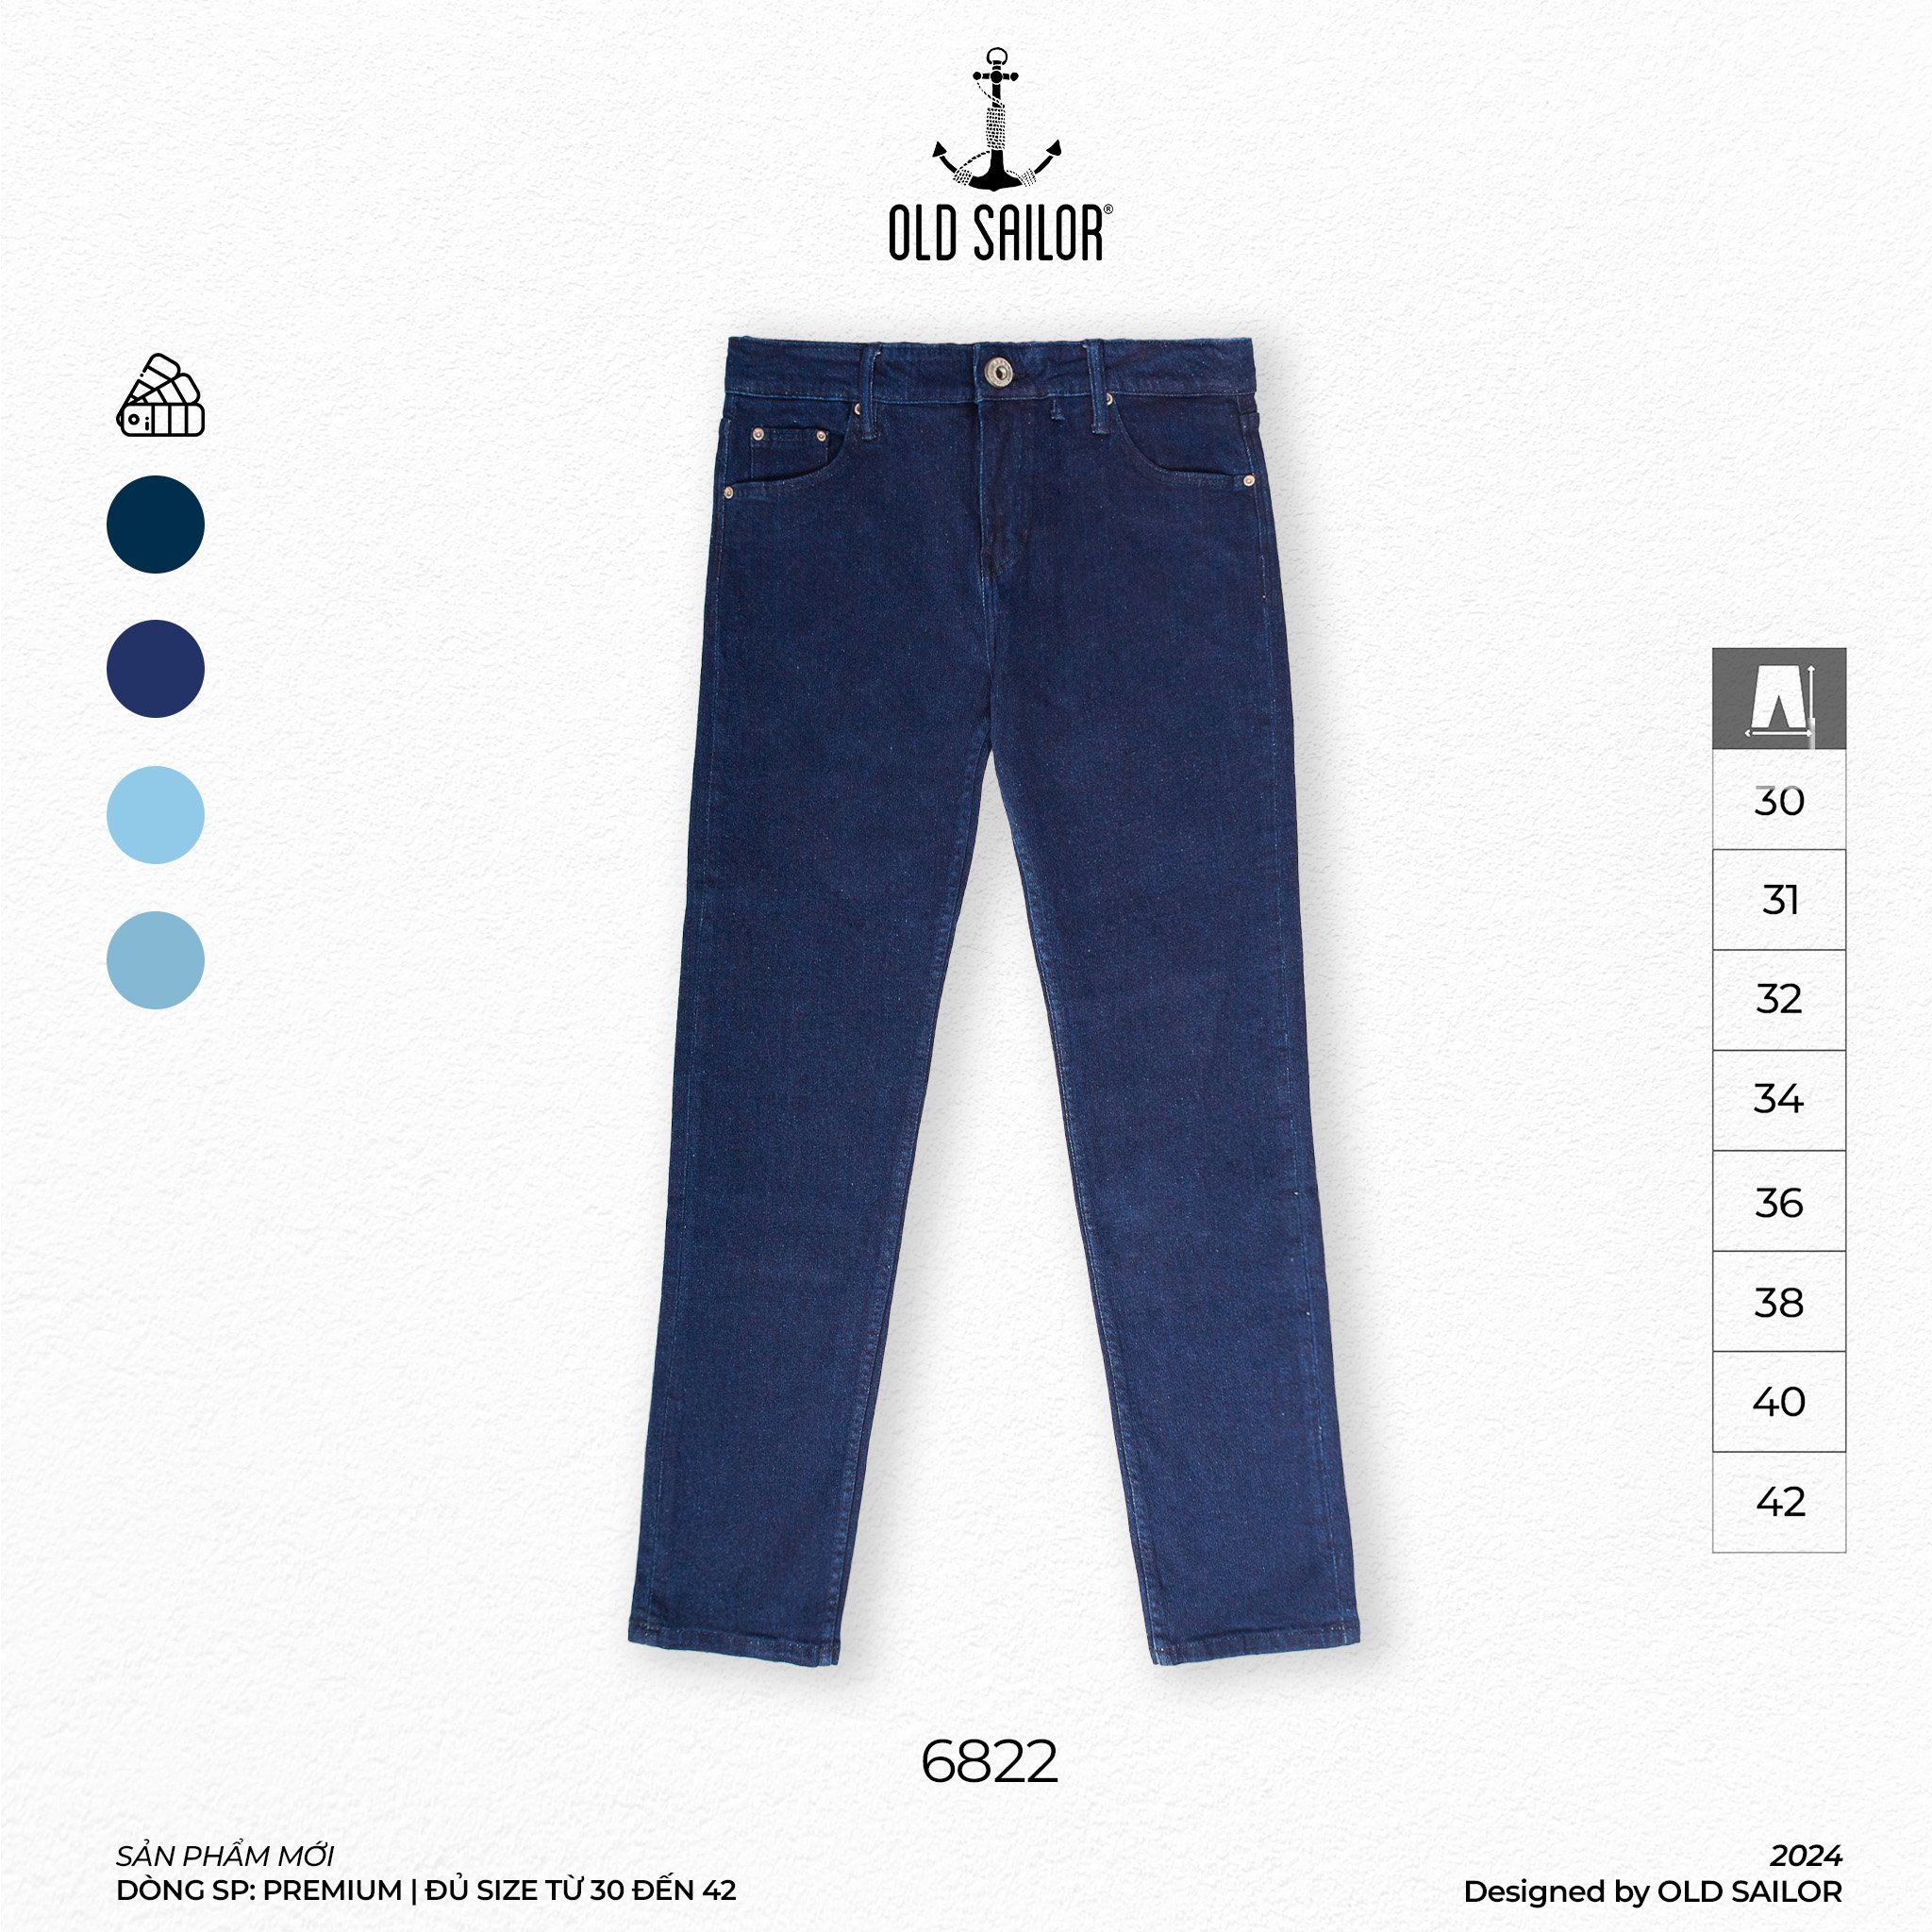 OLD SAILOR®
30
31
32
34
36
38
40
42
6822
SẢN PHẨM MỚI
DÒNG SP: PREMIUM | ĐỦ SIZE TỪ 30 ĐẾN 42
2024
Designed by OLD SAILOR